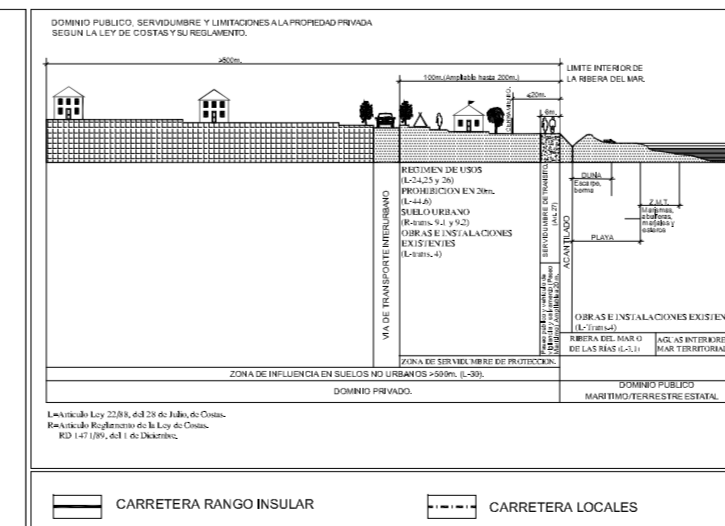 DOMINIO PUBLICO, SERVIDUMBRE Y LIMITACIONES A LA PROPIEDAD PRIVADA
SEGUN LA LEY DE COSTAS Y SU REGLAMENTO.
>500m.
100m.(Ampliable hasta 200m.)
LIMITE INTERIOR DE
LA RIBERA DEL MAR.
≤20m.
6m.
REGIMEN DE USOS
(L-24,25 y 26)
PROHIBICION EN 20m.
(L-44.6)
SUELO URBANO
(R-trans. 9.1 y 9.2)
OBRAS E INSTALACIONES
EXISTENTES
(L-trans. 4)
VIA DE TRANSPORTE INTERURBANO
SERVIDUMBRE DE TRANSITO.
(Art. 27)
ACANTILADO
DUNA
Escarpe,
berma
Z.M.T.
Marismas,
albuferas,
marjales y
esteros
PLAYA
OBRAS E INSTALACIONES EXISTEN
(L-Trans.4)
RIBERA DEL MAR O
DE LAS RÍAS (L-3,1)
AGUAS INTERIORE
MAR TERRITORIAL
ZONA DE SERVIDUMBRE DE PROTECCION.
ZONA DE INFLUENCIA EN SUELOS NO URBANOS >500m. (L-30).
DOMINIO PRIVADO.
DOMINIO PUBLICO
MARITIMO/TERRESTRE ESTATAL
L=Articulo Ley 22/88, del 28 de Julio, de Costas.
R=Articulo Reglamento de la Ley de Costas.
RD 1471/89, del 1 de Diciembre.
CARRETERA RANGO INSULAR
CARRETERA LOCALES